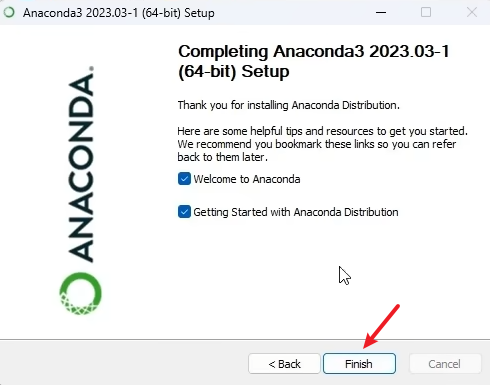 Anaconda3 2023.03-1 (64-bit) Setup
Completing Anaconda3 2023.03-1
(64-bit) Setup
Thank you for installing Anaconda Distribution.
Here are some helpful tips and resources to get you started.
We recommend you bookmark these links so you can refer
back to them later.
Welcome to Anaconda
Getting Started with Anaconda Distribution
ANACONDA.
< Back
Finish
Cancel